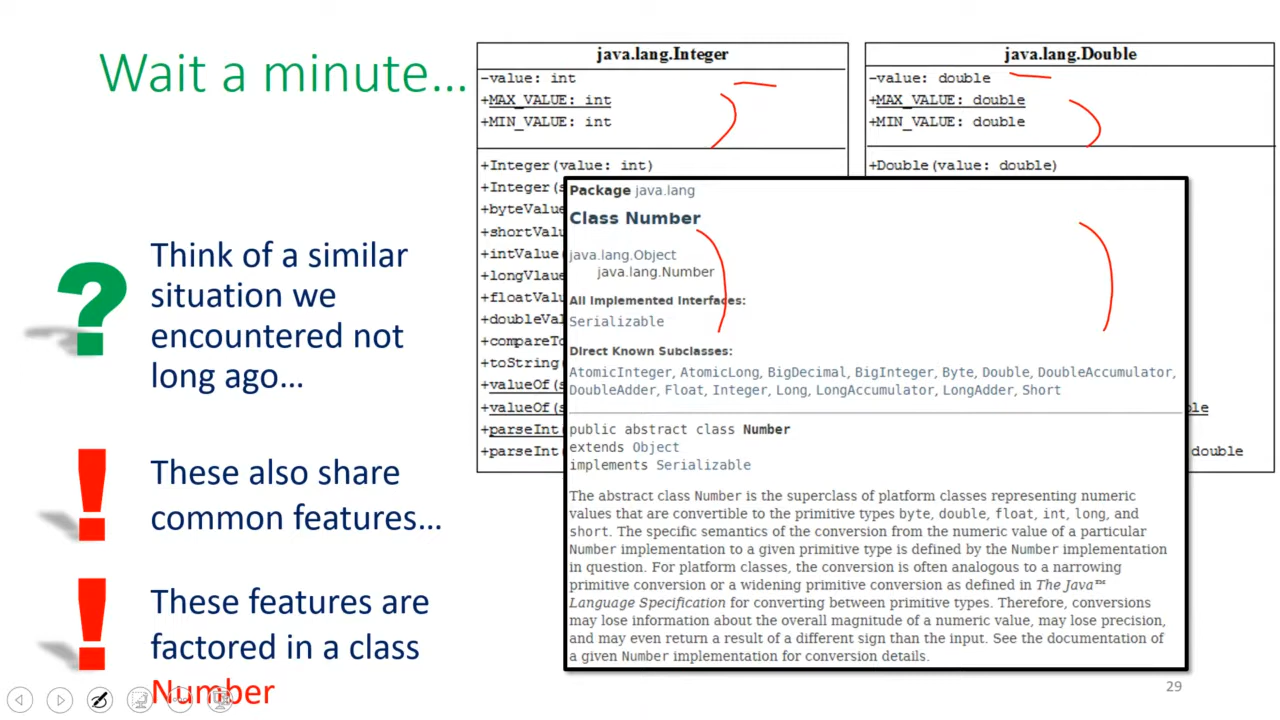 Wait a minute...
Think of a similar
situation we
encountered not
long ago...
These also share
common features...
These features are
factored in a class
Number
java.lang.Integer
-value: int
+MAX_VALUE: int
+MIN_VALUE: int
+Integer(value: int)
+Integer(s
+byteValue
+shortValu
+intValue(
+longVlaue
+floatValu
+doubleVal
+compareTo
+toString(
+valueOf(s
+valueOf(s
+parseInt(
+parseInt(
java.lang.Double
-value: double
+MAX_VALUE: double
+MIN_VALUE: double
+Double(value: double)
ble
double
Package java.lang
Class Number
java.lang.Object
java.lang.Number
All Implemented Interfaces:
Serializable
Direct Known Subclasses:
AtomicInteger, AtomicLong, BigDecimal, BigInteger, Byte, Double, DoubleAccumulator,
DoubleAdder, Float, Integer, Long, LongAccumulator, LongAdder, Short
public abstract class Number
extends Object
implements Serializable
The abstract class Number is the superclass of platform classes representing numeric
values that are convertible to the primitive types byte, double, float, int, long, and
short. The specific semantics of the conversion from the numeric value of a particular
Number implementation to a given primitive type is defined by the Number implementation
in question. For platform classes, the conversion is often analogous to a narrowing
primitive conversion or a widening primitive conversion as defined in The Java™
Language Specification for converting between primitive types. Therefore, conversions
may lose information about the overall magnitude of a numeric value, may lose precision,
and may even return a result of a different sign than the input. See the documentation of
a given Number implementation for conversion details.
29